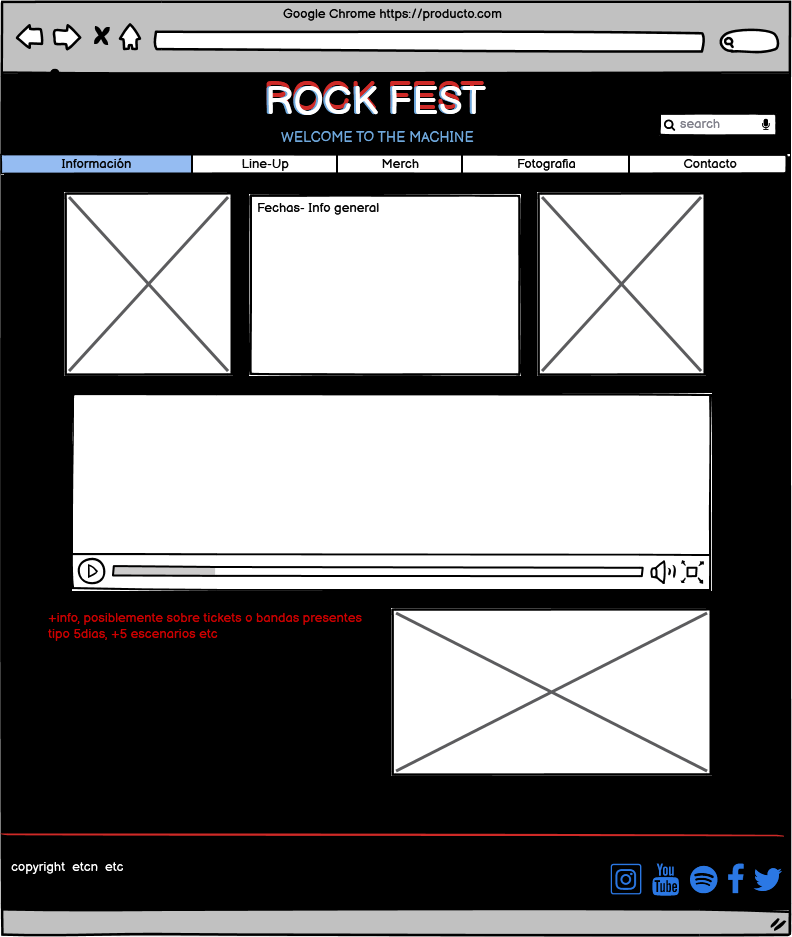 Google Chrome https://producto.com
ROCK FEST
WELCOME TO THE MACHINE
search
Información
Line-Up
Merch
Fotografia
Contacto
Fechas- Info general
+info, posiblemente sobre tickets o bandas presentes
tipo 5dias, +5 escenarios etc
copyright etcn etc
You
Tube